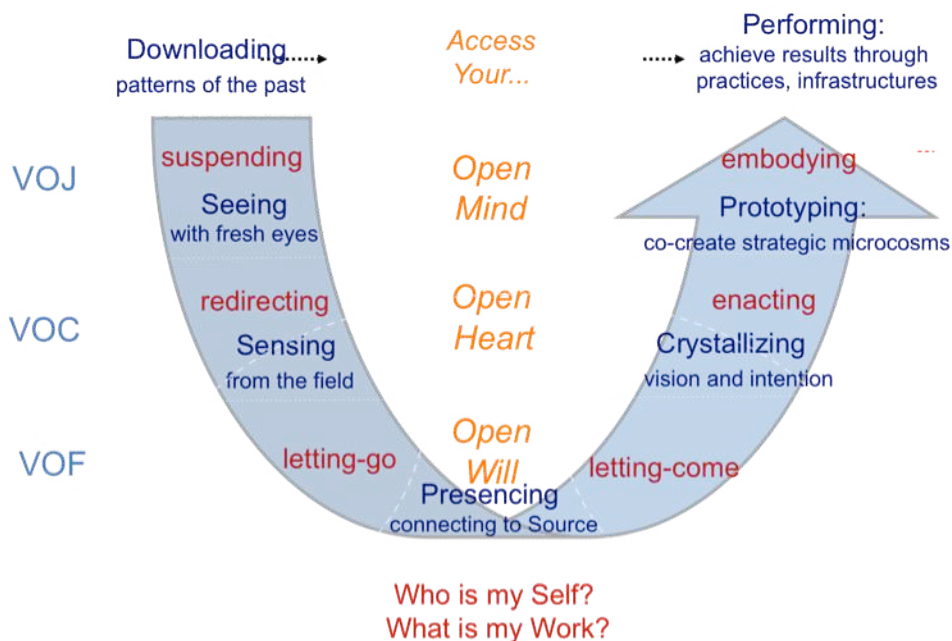 Downloading
patterns of the past
Access
Your...
Performing:
achieve results through
practices, infrastructures
VOJ
suspending
Seeing
with fresh eyes
Open
Mind
embodying
Prototyping:
co-create strategic microcosms
VOC
redirecting
Sensing
from the field
Open
Heart
enacting
Crystallizing
vision and intention
VOF
letting-go
Open
Will
letting-come
Presencing
connecting to Source
Who is my Self?
What is my Work?